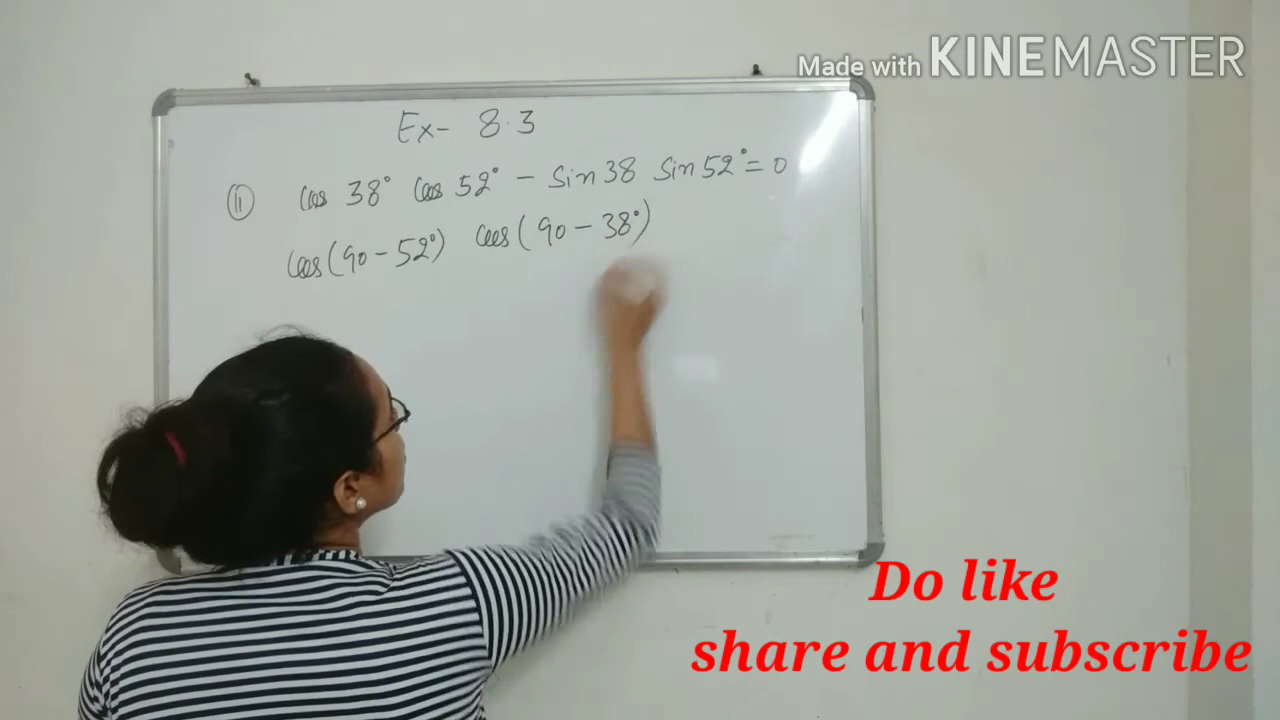 Made with KINEMASTER
Ex- 8.3
(ii) cos 38° cos 52° - sin 38 sin 52° = 0
cos(90 - 52°) cos(90 - 38°)
Do like
share and subscribe